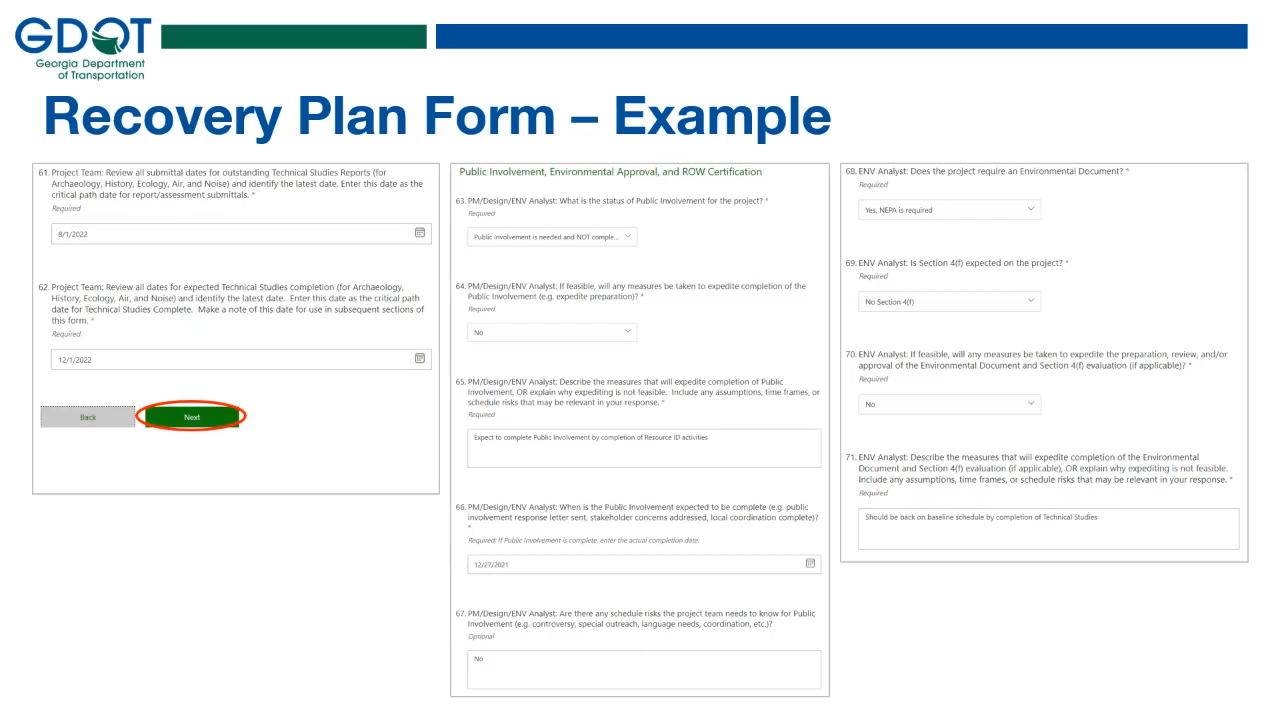 GDOT
Georgia Department
of Transportation
Recovery Plan Form – Example
61. Project Team: Review all submittal dates for outstanding Technical Studies Reports (for
Archaeology, History, Ecology, Air, and Noise) and identify the latest date. Enter this date as the
critical path date for report/assessment submittals. *
Required
8/1/2022
62. Project Team: Review all dates for expected Technical Studies completion (for Archaeology,
History, Ecology, Air, and Noise) and identify the latest date. Enter this date as the critical path
date for Technical Studies Complete. Make a note of this date for use in subsequent sections of
this form. *
Required
12/1/2022
Back
Next
Public Involvement, Environmental Approval, and ROW Certification
63. PM/Design/ENV Analyst: What is the status of Public Involvement for the project? *
Required
Public Involvement is needed and NOT comple...
64. PM/Design/ENV Analyst: If feasible, will any measures be taken to expedite completion of the
Public Involvement (e.g. expedite preparation)? *
Required
No
65. PM/Design/ENV Analyst: Describe the measures that will expedite completion of Public
Involvement, OR explain why expediting is not feasible. Include any assumptions, time frames, or
schedule risks that may be relevant in your response. *
Required
Expect to complete Public Involvement by completion of Resource ID activities
66. PM/Design/ENV Analyst: When is the Public Involvement expected to be complete (e.g. public
involvement response letter sent, stakeholder concerns addressed, local coordination complete)?
*
Required; If Public Involvement is complete, enter the actual completion date.
12/27/2021
67. PM/Design/ENV Analyst: Are there any schedule risks the project team needs to know for Public
Involvement (e.g. controversy, special outreach, language needs, coordination, etc.)?
Optional
No
68. ENV Analyst: Does the project require an Environmental Document? *
Required
Yes, NEPA is required
69. ENV Analyst: Is Section 4(f) expected on the project? *
Required
No Section 4(f)
70. ENV Analyst: If feasible, will any measures be taken to expedite the preparation, review, and/or
approval of the Environmental Document and Section 4(f) evaluation (if applicable)? *
Required
No
71. ENV Analyst: Describe the measures that will expedite completion of the Environmental
Document and Section 4(f) evaluation (if applicable), OR explain why expediting is not feasible.
Include any assumptions, time frames, or schedule risks that may be relevant in your response. *
Required
Should be back on baseline schedule by completion of Technical Studies